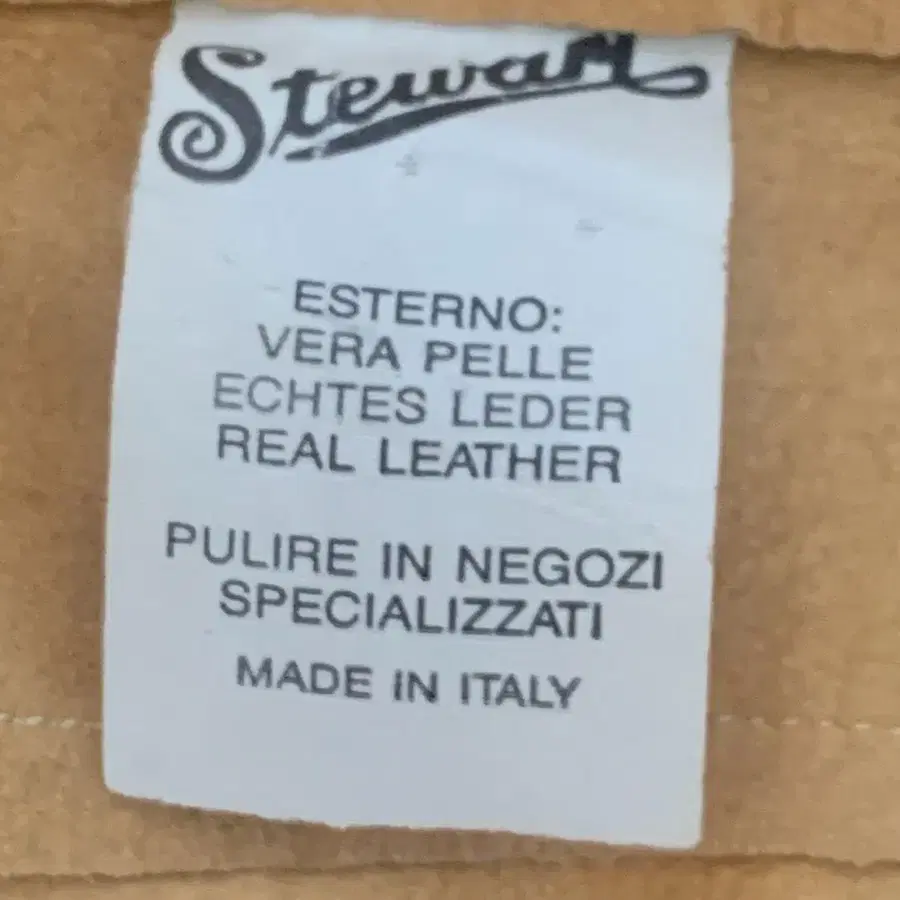 Stewart
ESTERNO:
VERA PELLE
ECHTES LEDER
REAL LEATHER
PULIRE IN NEGOZI
SPECIALIZZATI
MADE IN ITALY